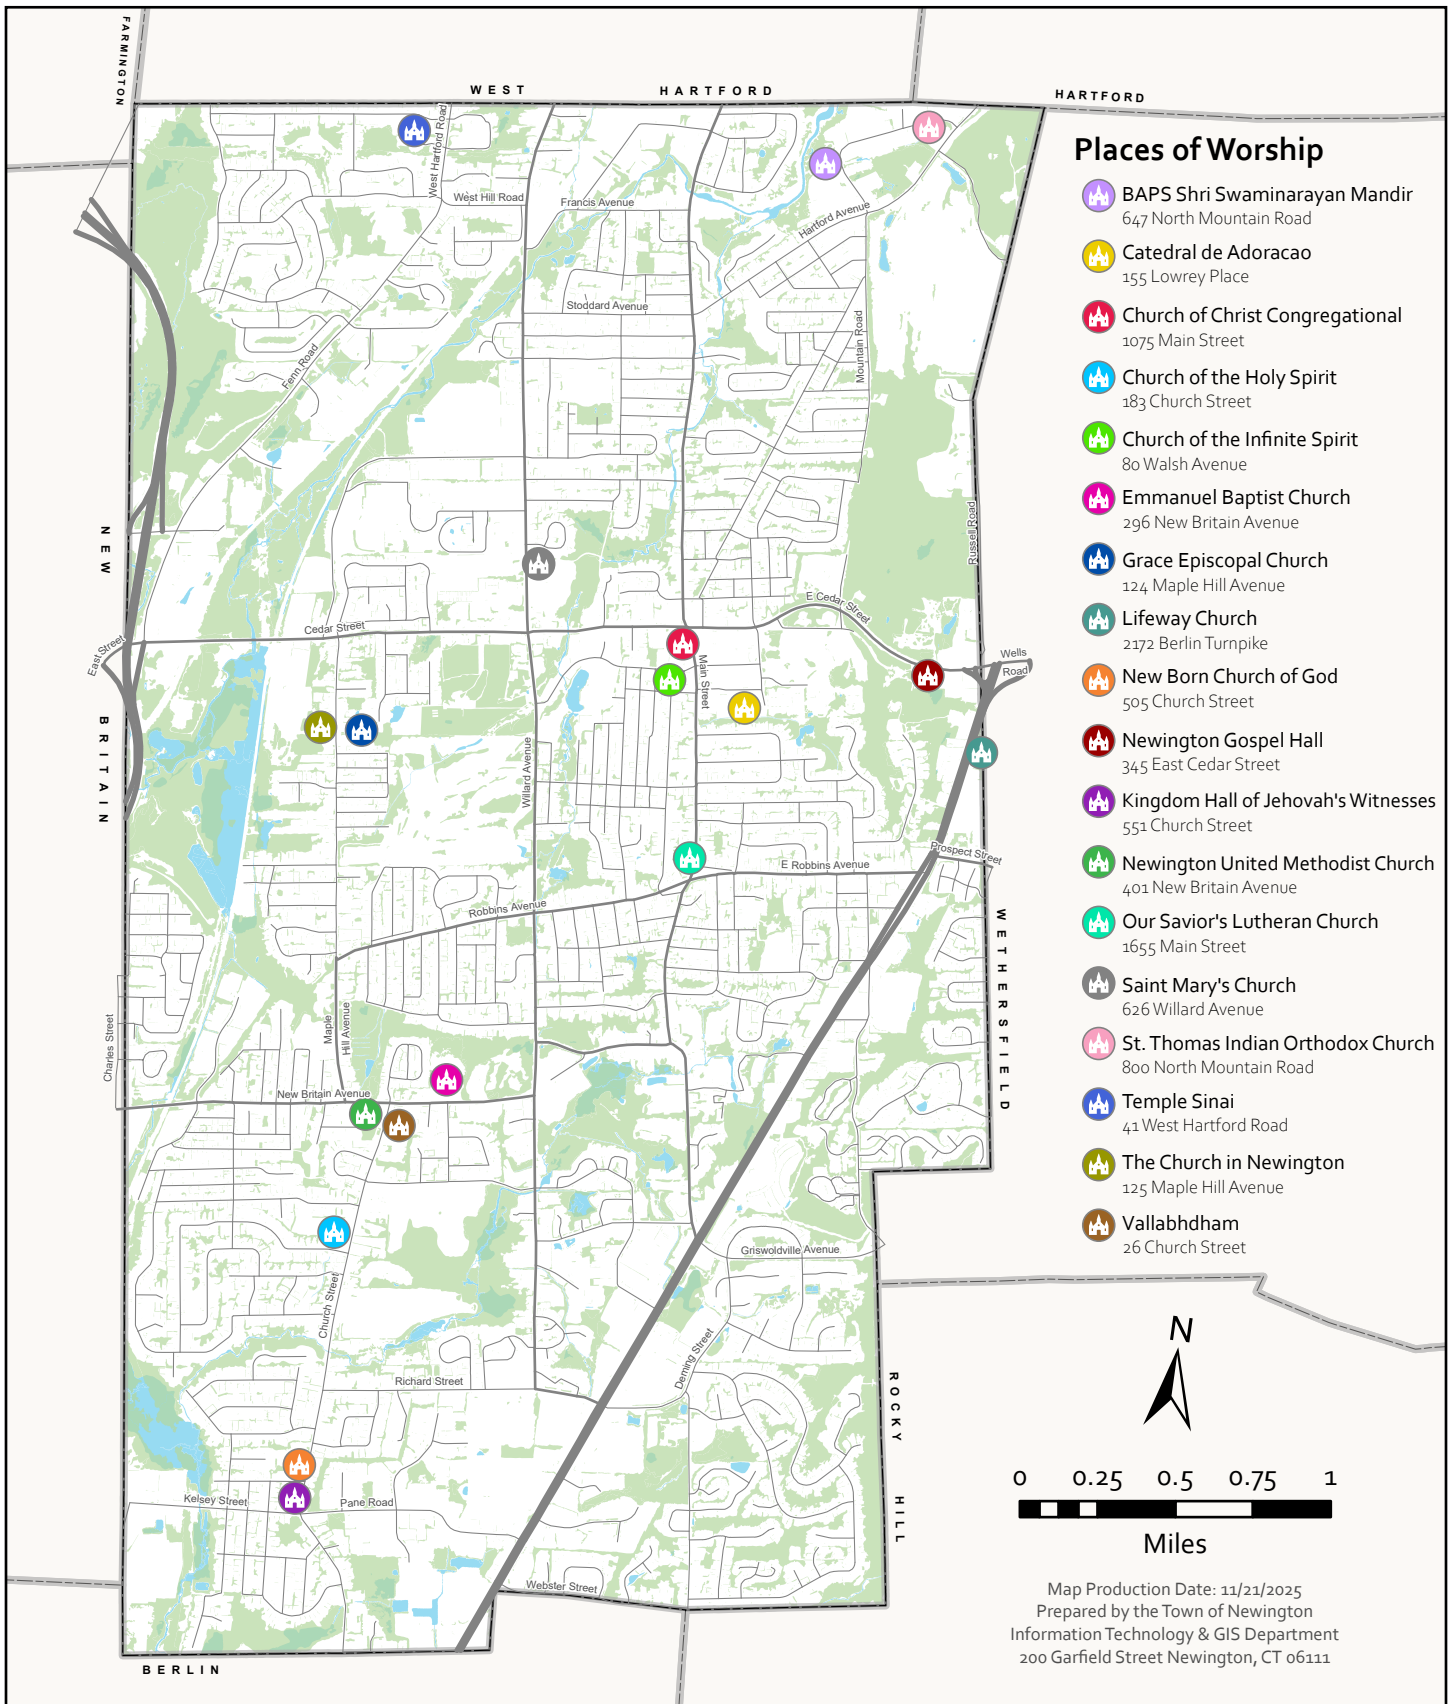 FARMINGTON
WEST HARTFORD
HARTFORD
West Hartford Road
West Hill Road
Francis Avenue
Hartford Avenue
Stoddard Avenue
Mountain Road
Fenn Road
NEW
Russell Road
E Cedar Street
Cedar Street
East Street
Wells
Road
Main Street
BRITAIN
Willard Avenue
Prospect Street
E Robbins Avenue
Robbins Avenue
WETHERSFIELD
Charles Street
Maple
Hill Avenue
New Britain Avenue
Griswoldville Avenue
Church Street
Deming Street
Richard Street
ROCKY
Kelsey Street
Pane Road
HILL
Webster Street
BERLIN
Places of Worship
BAPS Shri Swaminarayan Mandir
647 North Mountain Road
Catedral de Adoracao
155 Lowrey Place
Church of Christ Congregational
1075 Main Street
Church of the Holy Spirit
183 Church Street
Church of the Infinite Spirit
80 Walsh Avenue
Emmanuel Baptist Church
296 New Britain Avenue
Grace Episcopal Church
124 Maple Hill Avenue
Lifeway Church
2172 Berlin Turnpike
New Born Church of God
505 Church Street
Newington Gospel Hall
345 East Cedar Street
Kingdom Hall of Jehovah's Witnesses
551 Church Street
Newington United Methodist Church
401 New Britain Avenue
Our Savior's Lutheran Church
1655 Main Street
Saint Mary's Church
626 Willard Avenue
St. Thomas Indian Orthodox Church
800 North Mountain Road
Temple Sinai
41 West Hartford Road
The Church in Newington
125 Maple Hill Avenue
Vallabhdham
26 Church Street
N
0 0.25 0.5 0.75 1
Miles
Map Production Date: 11/21/2025
Prepared by the Town of Newington
Information Technology & GIS Department
200 Garfield Street Newington, CT 06111